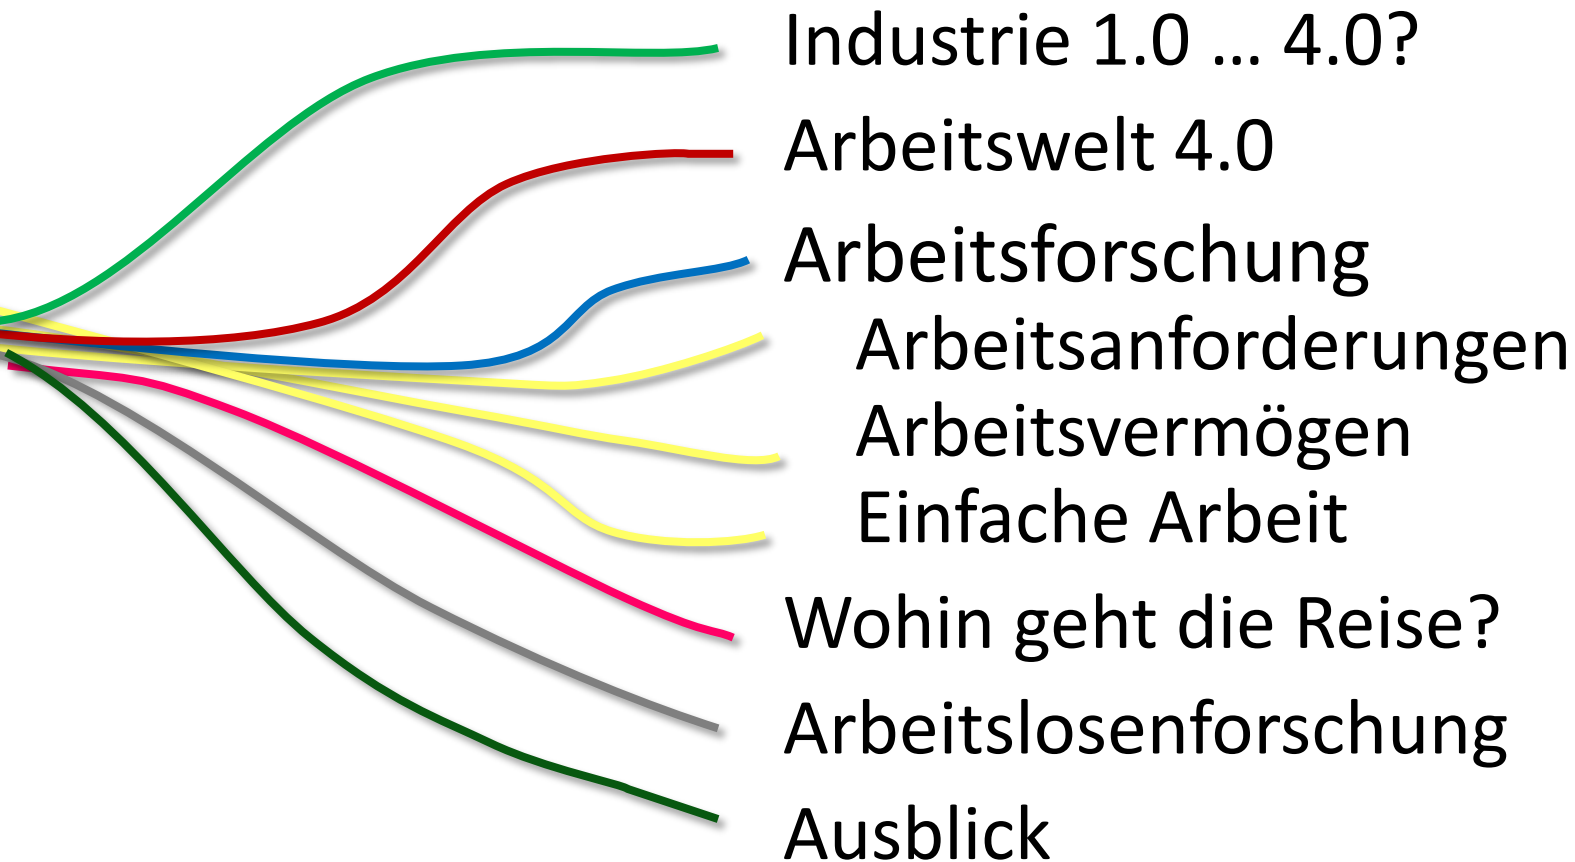 Industrie 1.0 … 4.0?
Arbeitswelt 4.0
Arbeitsforschung
Arbeitsanforderungen
Arbeitsvermögen
Einfache Arbeit
Wohin geht die Reise?
Arbeitslosenforschung
Ausblick